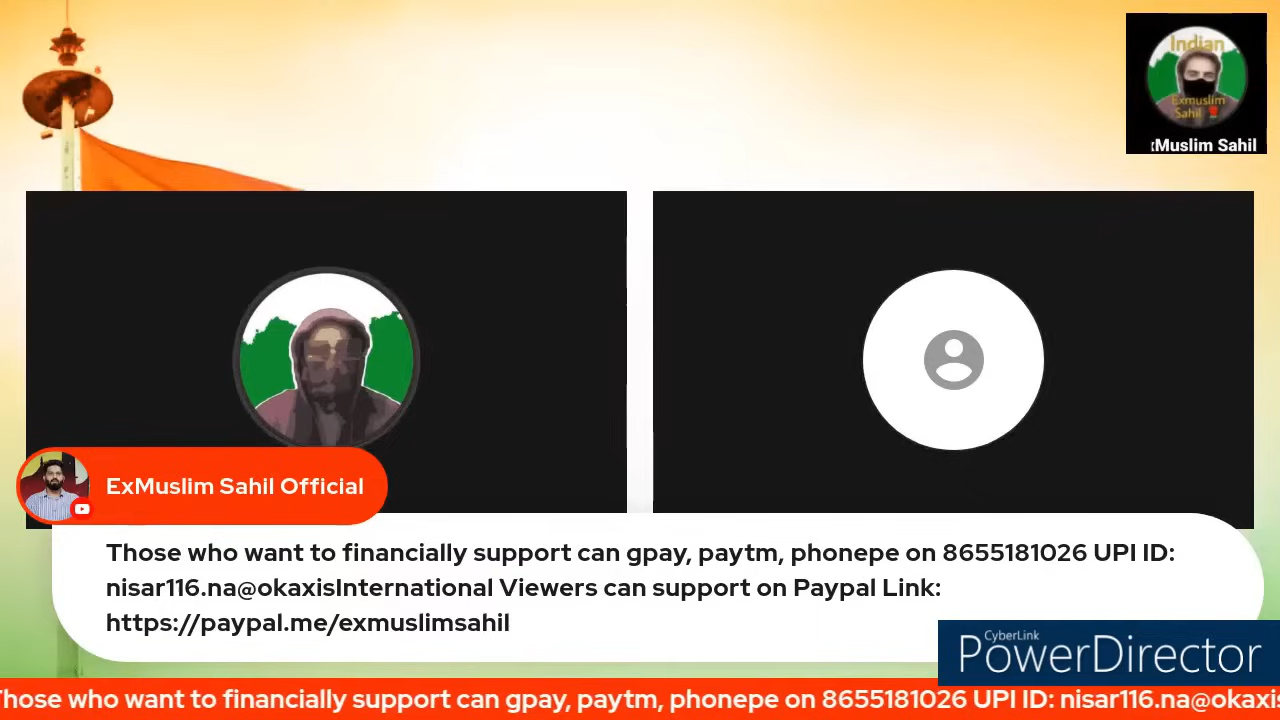 Indian
Exmuslim
Sahil
Muslim Sahil
ExMuslim Sahil Official
Those who want to financially support can gpay, paytm, phonepe on 8655181026 UPI ID:
nisar116.na@okaxisInternational Viewers can support on Paypal Link:
https://paypal.me/exmuslimsahil
CyberLink
PowerDirector
Those who want to financially support can gpay, paytm, phonepe on 8655181026 UPI ID: nisar116.na@okaxis